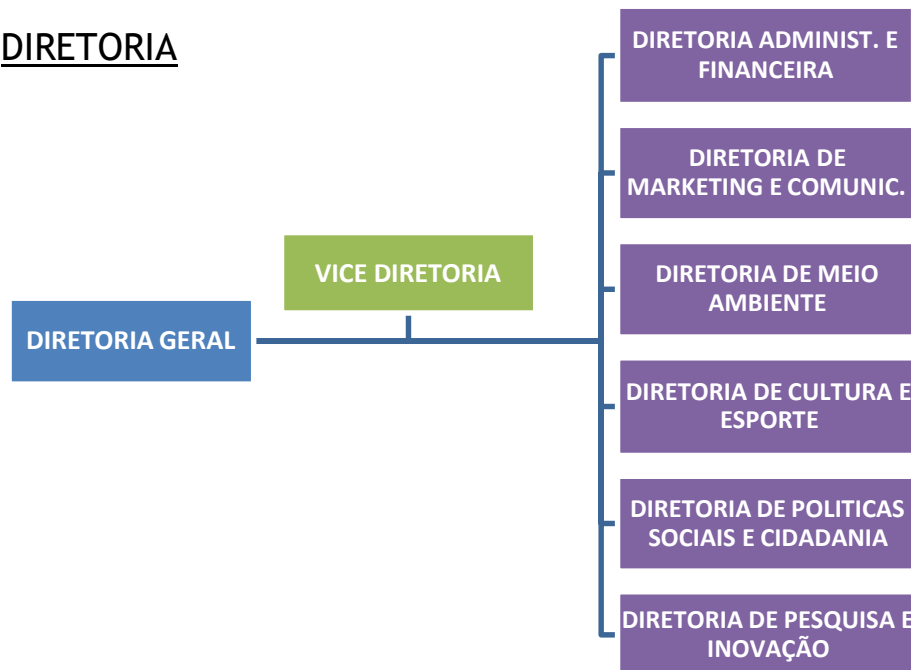 DIRETORIA
DIRETORIA ADMINIST. E
FINANCEIRA
DIRETORIA DE
MARKETING E COMUNIC.
VICE DIRETORIA
DIRETORIA DE MEIO
AMBIENTE
DIRETORIA GERAL
DIRETORIA DE CULTURA E
ESPORTE
DIRETORIA DE POLITICAS
SOCIAIS E CIDADANIA
DIRETORIA DE PESQUISA E
INOVAÇÃO